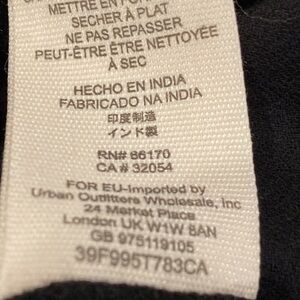 METTRE EN FOR
SECHER À PLAT
NE PAS REPASSER
PEUT-ÊTRE ÊTRE NETTOYÉE
À SEC
HECHO EN INDIA
FABRICADO NA INDIA
印度制造
インド製
RN# 66170
CA # 32054
FOR EU-Imported by
Urban Outfitters Wholesale, Inc
24 Market Place
London UK W1W 8AN
GB 975119105
39F995T783CA